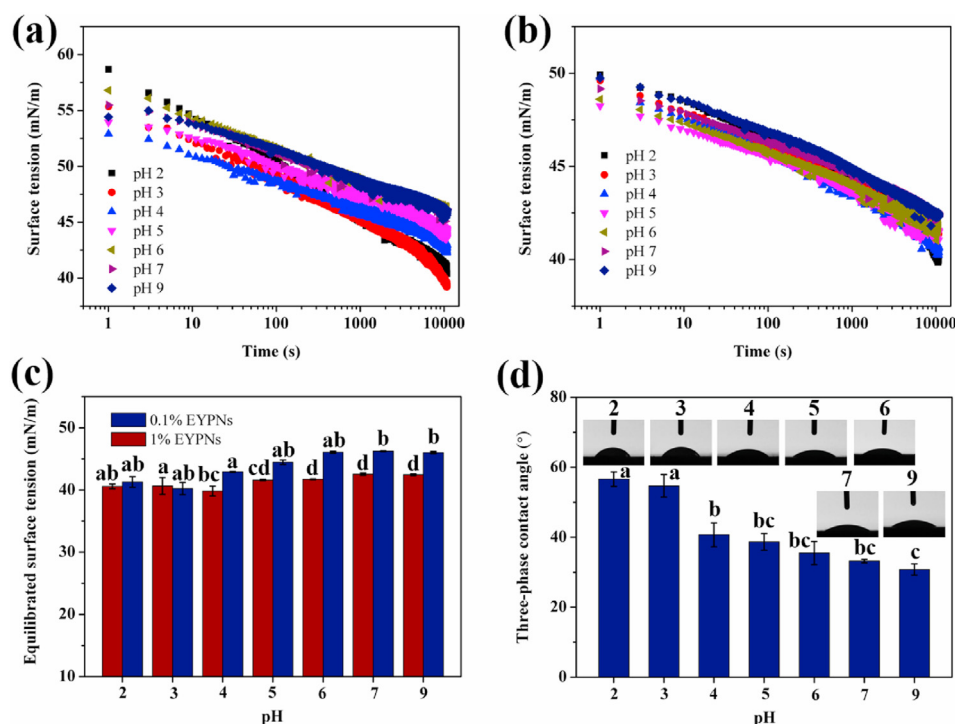 (a)
60
55
50
45
40
Surface tension (mN/m)
pH 2
pH 3
pH 4
pH 5
pH 6
pH 7
pH 9
1 10 100 1000 10000
Time (s)
(b)
50
45
40
Surface tension (mN/m)
pH 2
pH 3
pH 4
pH 5
pH 6
pH 7
pH 9
1 10 100 1000 10000
Time (s)
(c)
60
50
40
30
20
10
Equilibrated surface tension (mN/m)
0.1% EYPNs
1% EYPNs
ab ab a ab bc a cd ab d ab d b d b
2 3 4 5 6 7 9
pH
(d)
80
60
40
20
0
Three-phase contact angle (°)
2 3 4 5 6
7 9
a a b bc bc bc c
2 3 4 5 6 7 9
pH